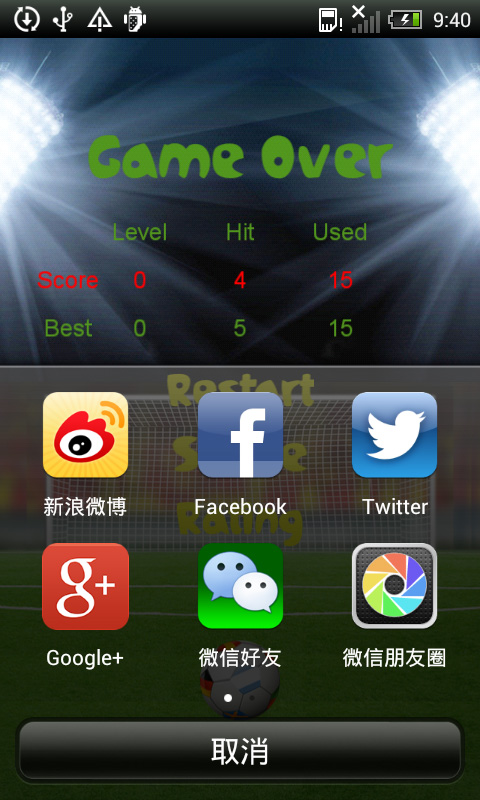 9:40
Game Over
Level Hit Used
Score 0 4 15
Best 0 5 15
Restart
新浪微博 Facebook Twitter
Rating
g+
Google+ 微信好友 微信朋友圈
取消